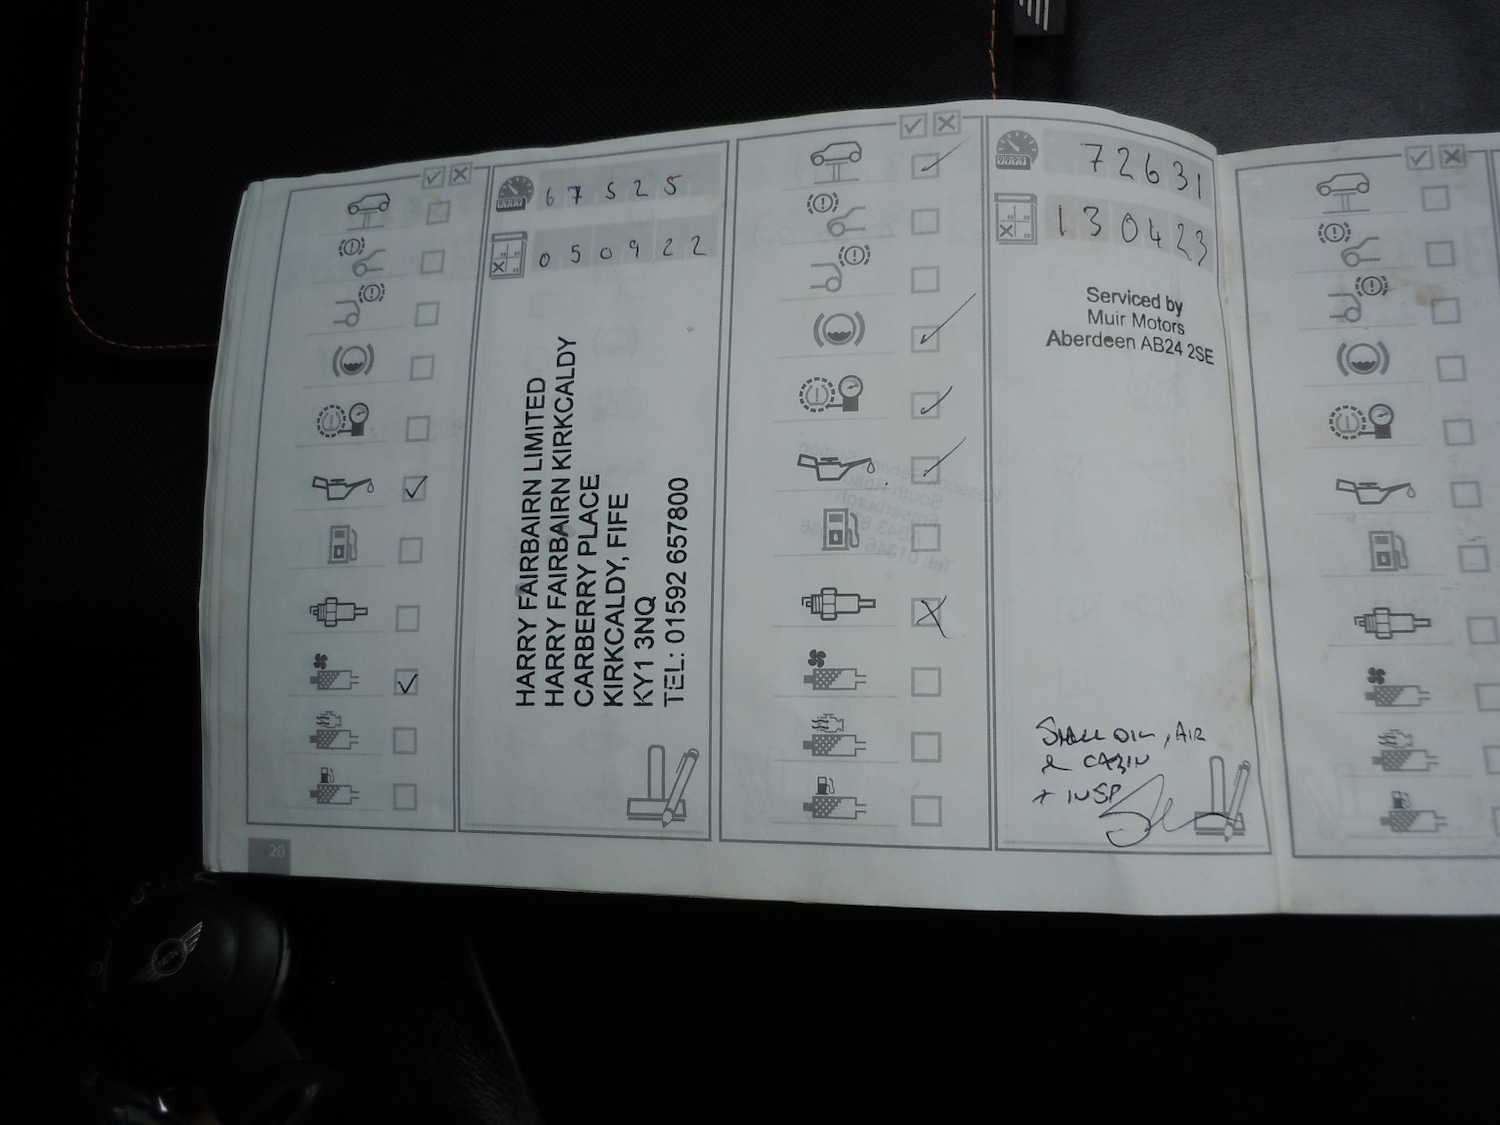 67525
050922
HARRY FAIRBAIRN LIMITED
HARRY FAIRBAIRN KIRKCALDY
CARBERRY PLACE
KIRKCALDY, FIFE
KY1 3NQ
TEL: 01592 657800
72631
130423
Serviced by
Muir Motors
Aberdeen AB24 2SE
OIL, AIR
& CABIN
+ INSP
20
MINI